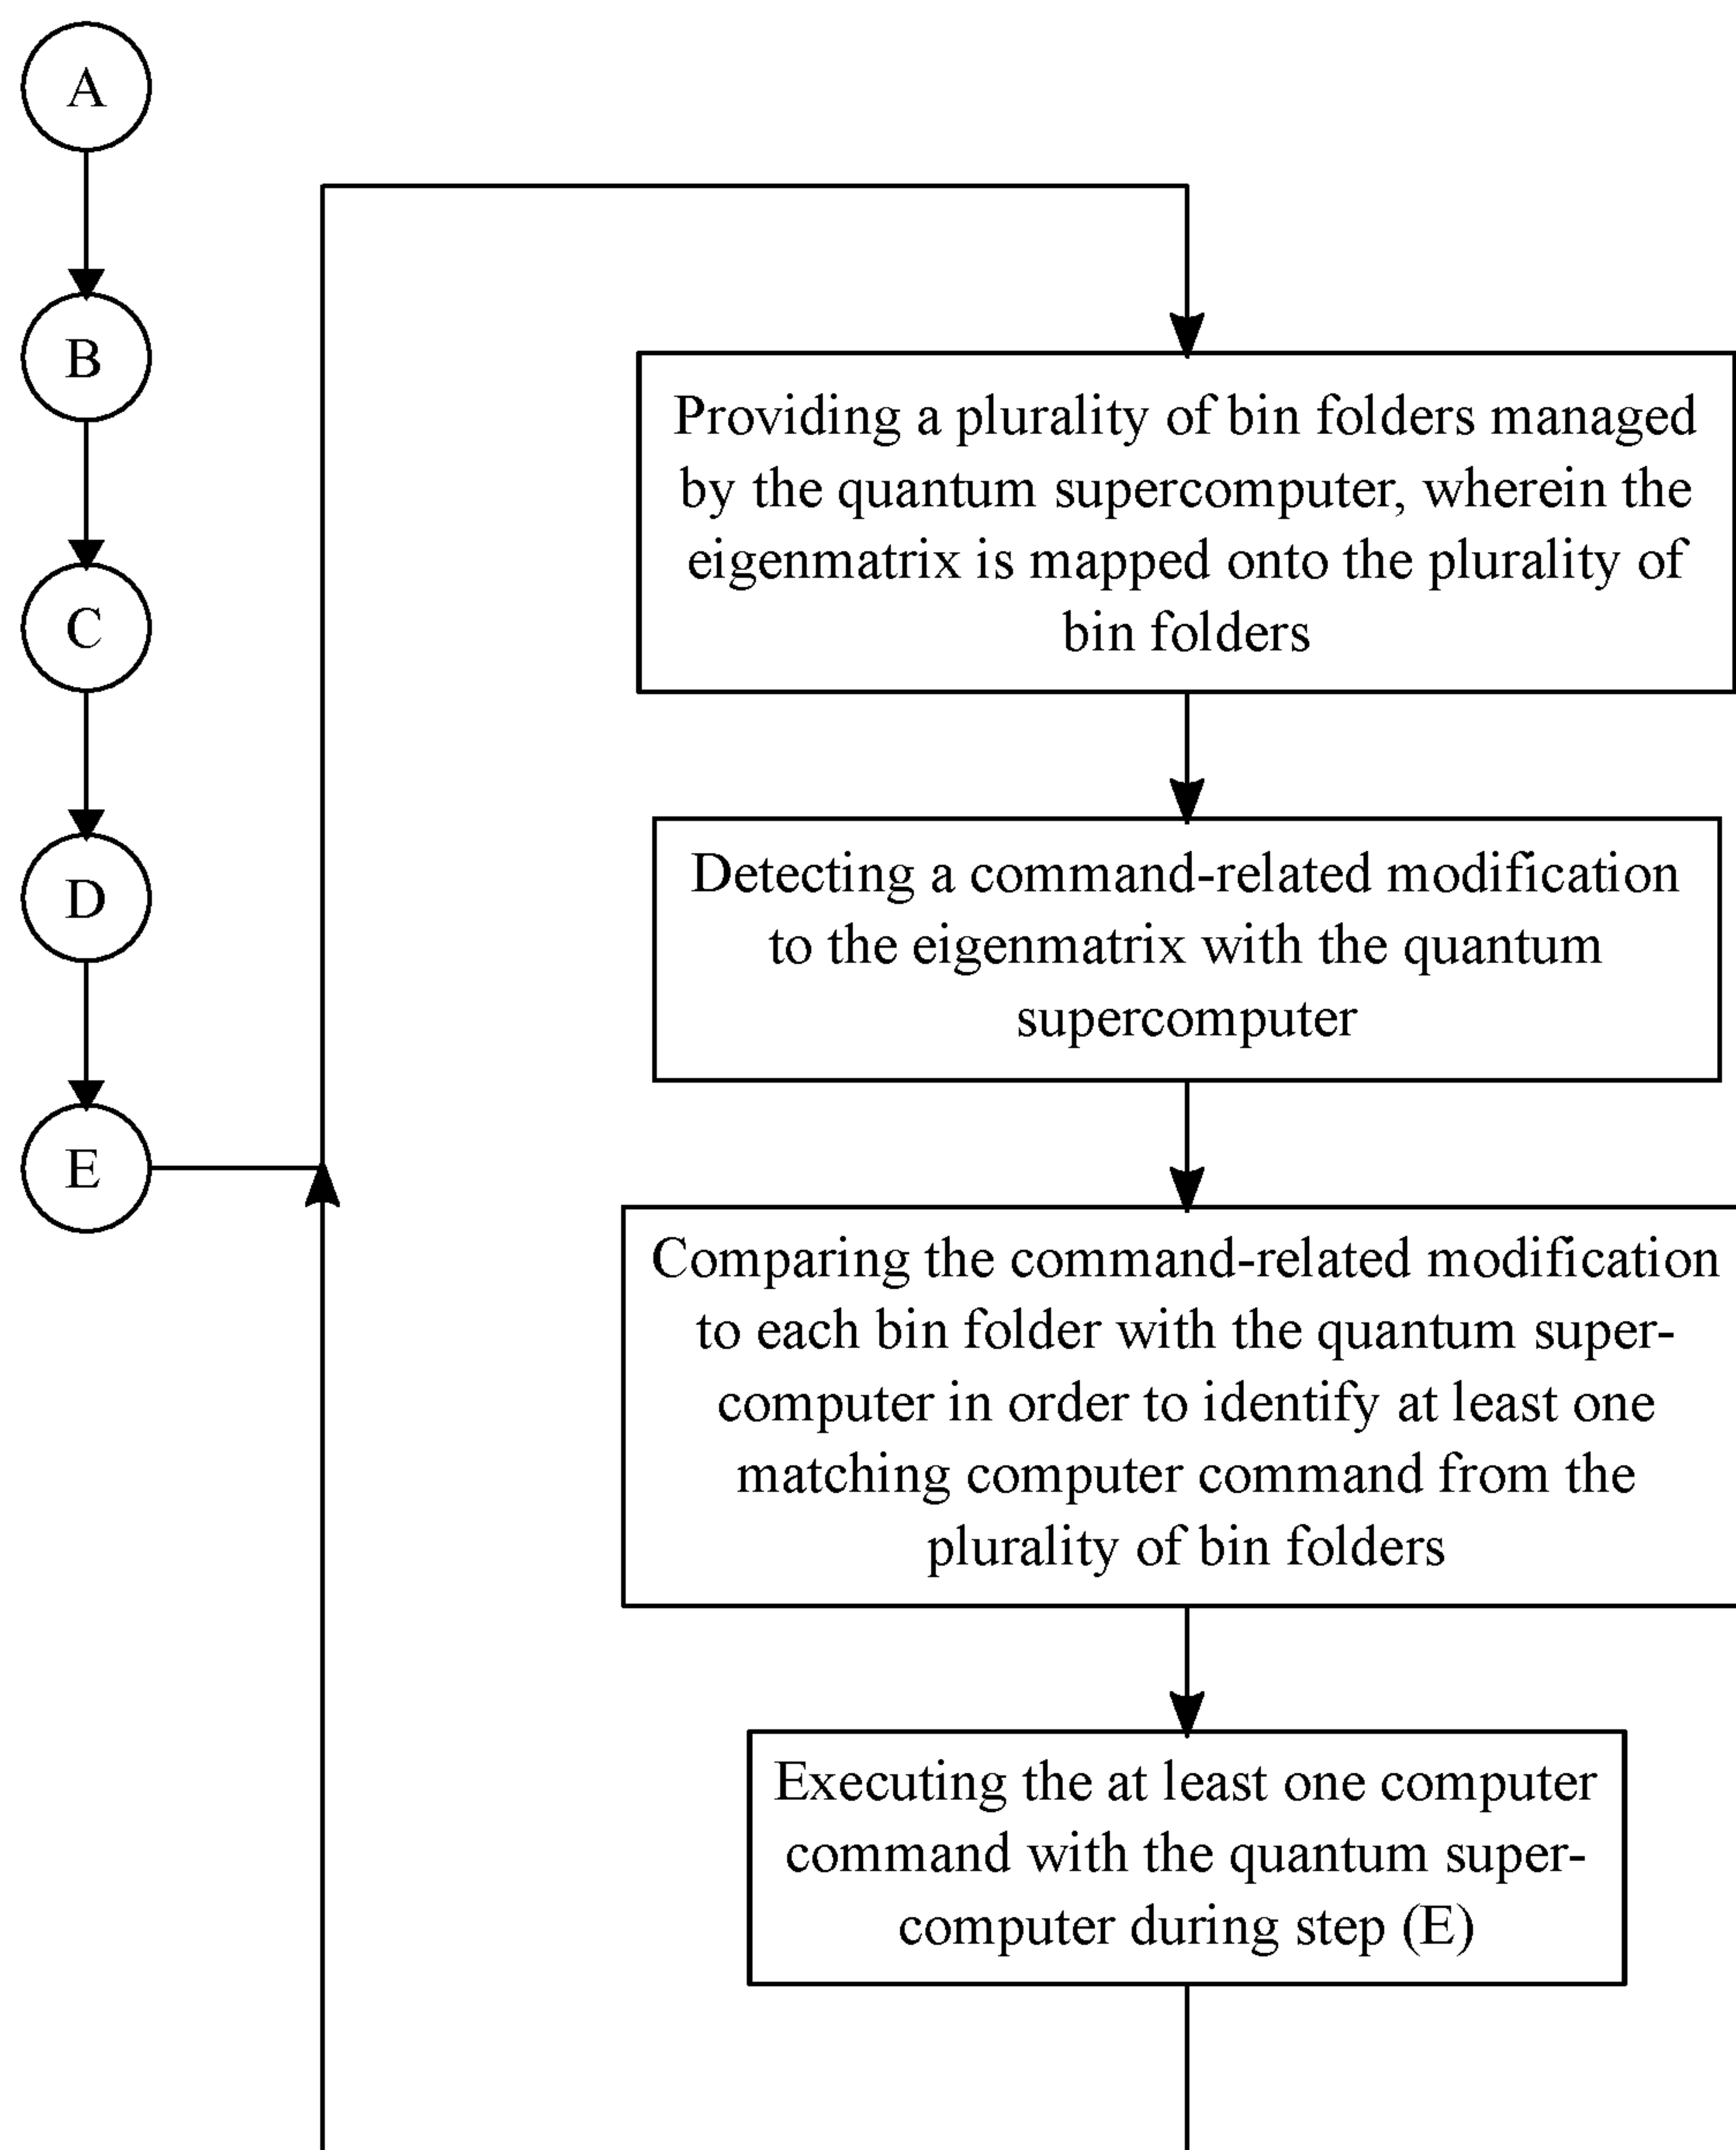 A
B
C
D
E
Providing a plurality of bin folders managed
by the quantum supercomputer, wherein the
eigenmatrix is mapped onto the plurality of
bin folders
Detecting a command-related modification
to the eigenmatrix with the quantum
supercomputer
Comparing the command-related modification
to each bin folder with the quantum super-
computer in order to identify at least one
matching computer command from the
plurality of bin folders
Executing the at least one computer
command with the quantum super-
computer during step (E)